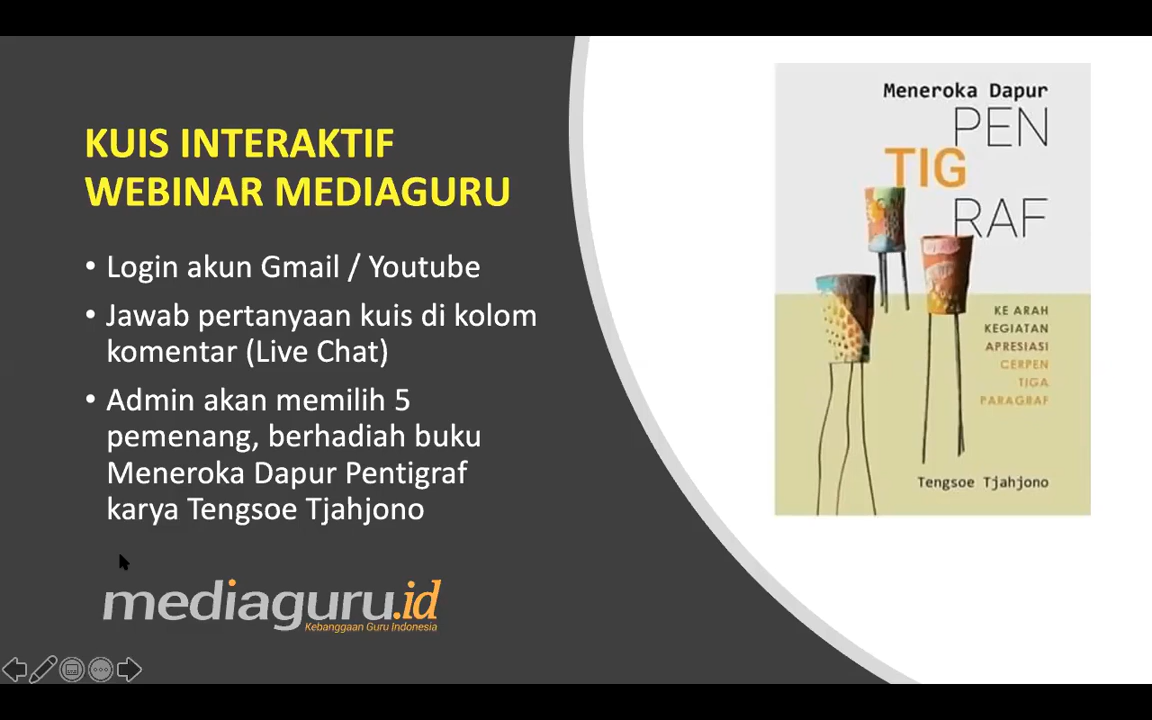 KUIS INTERAKTIF
WEBINAR MEDIAGURU
• Login akun Gmail / Youtube
• Jawab pertanyaan kuis di kolom
komentar (Live Chat)
• Admin akan memilih 5
pemenang, berhadiah buku
Meneroka Dapur Pentigraf
karya Tengsoe Tjahjono
mediaguru.id
Kebanggaan Guru Indonesia
Meneroka Dapur
PEN
TIG
RAF
KE ARAH
KEGIATAN
APRESIASI
CERPEN
TIGA
PARAGRAF
Tengsoe Tjahjono